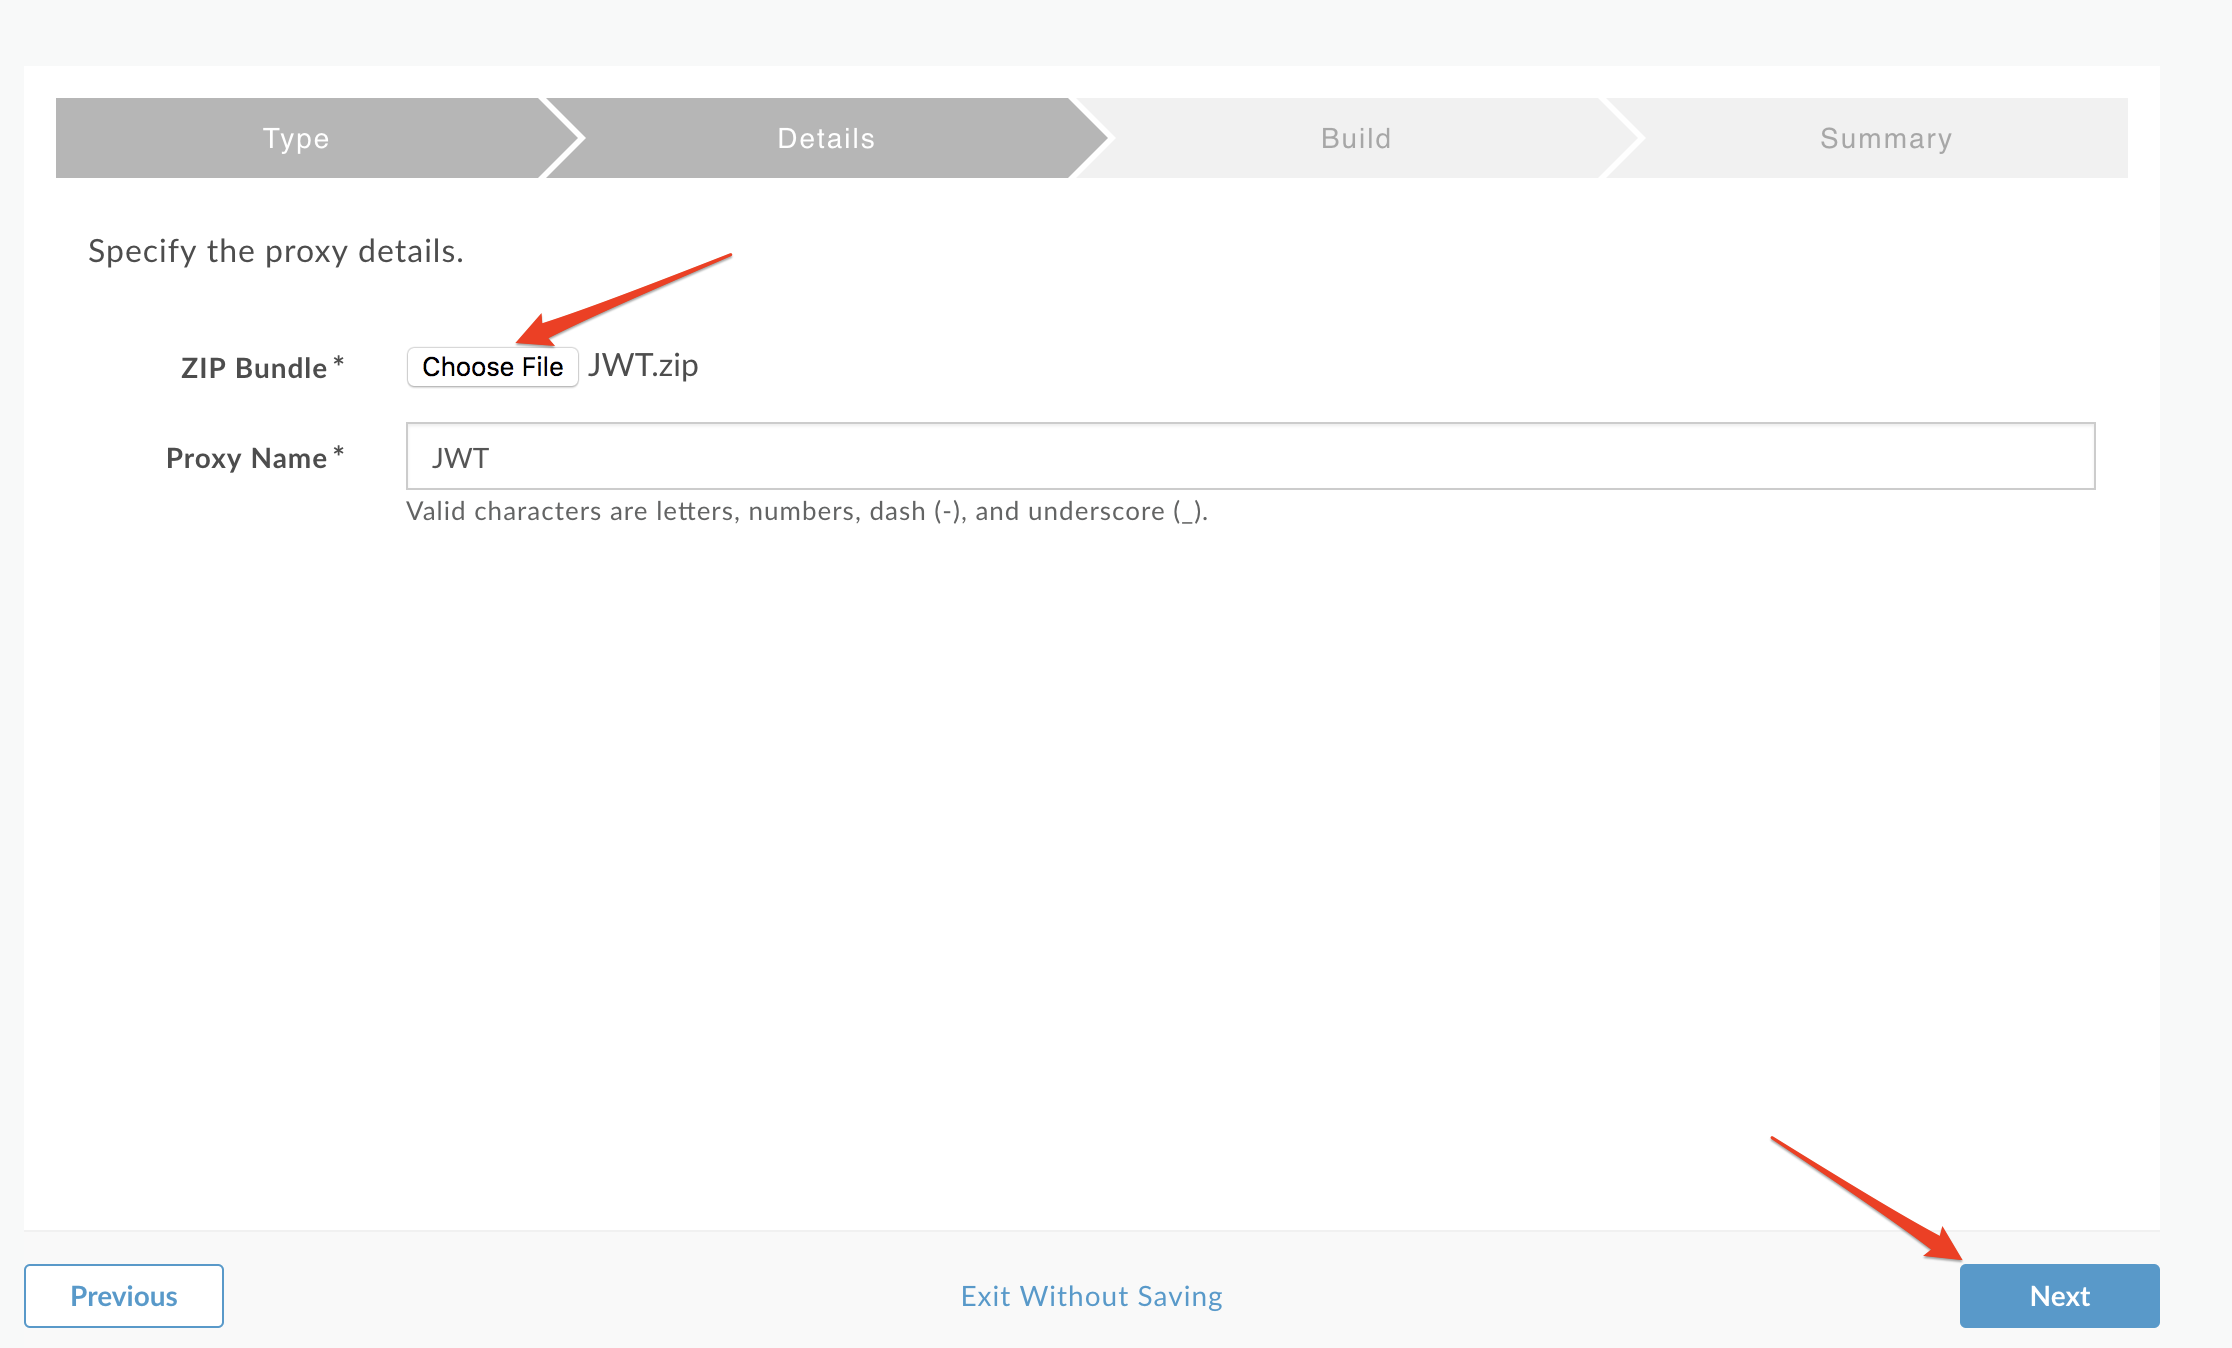 Type
Details
Build
Summary
Specify the proxy details.
ZIP Bundle* Choose File JWT.zip
Proxy Name* JWT
Valid characters are letters, numbers, dash (-), and underscore (_).
Previous
Exit Without Saving
Next